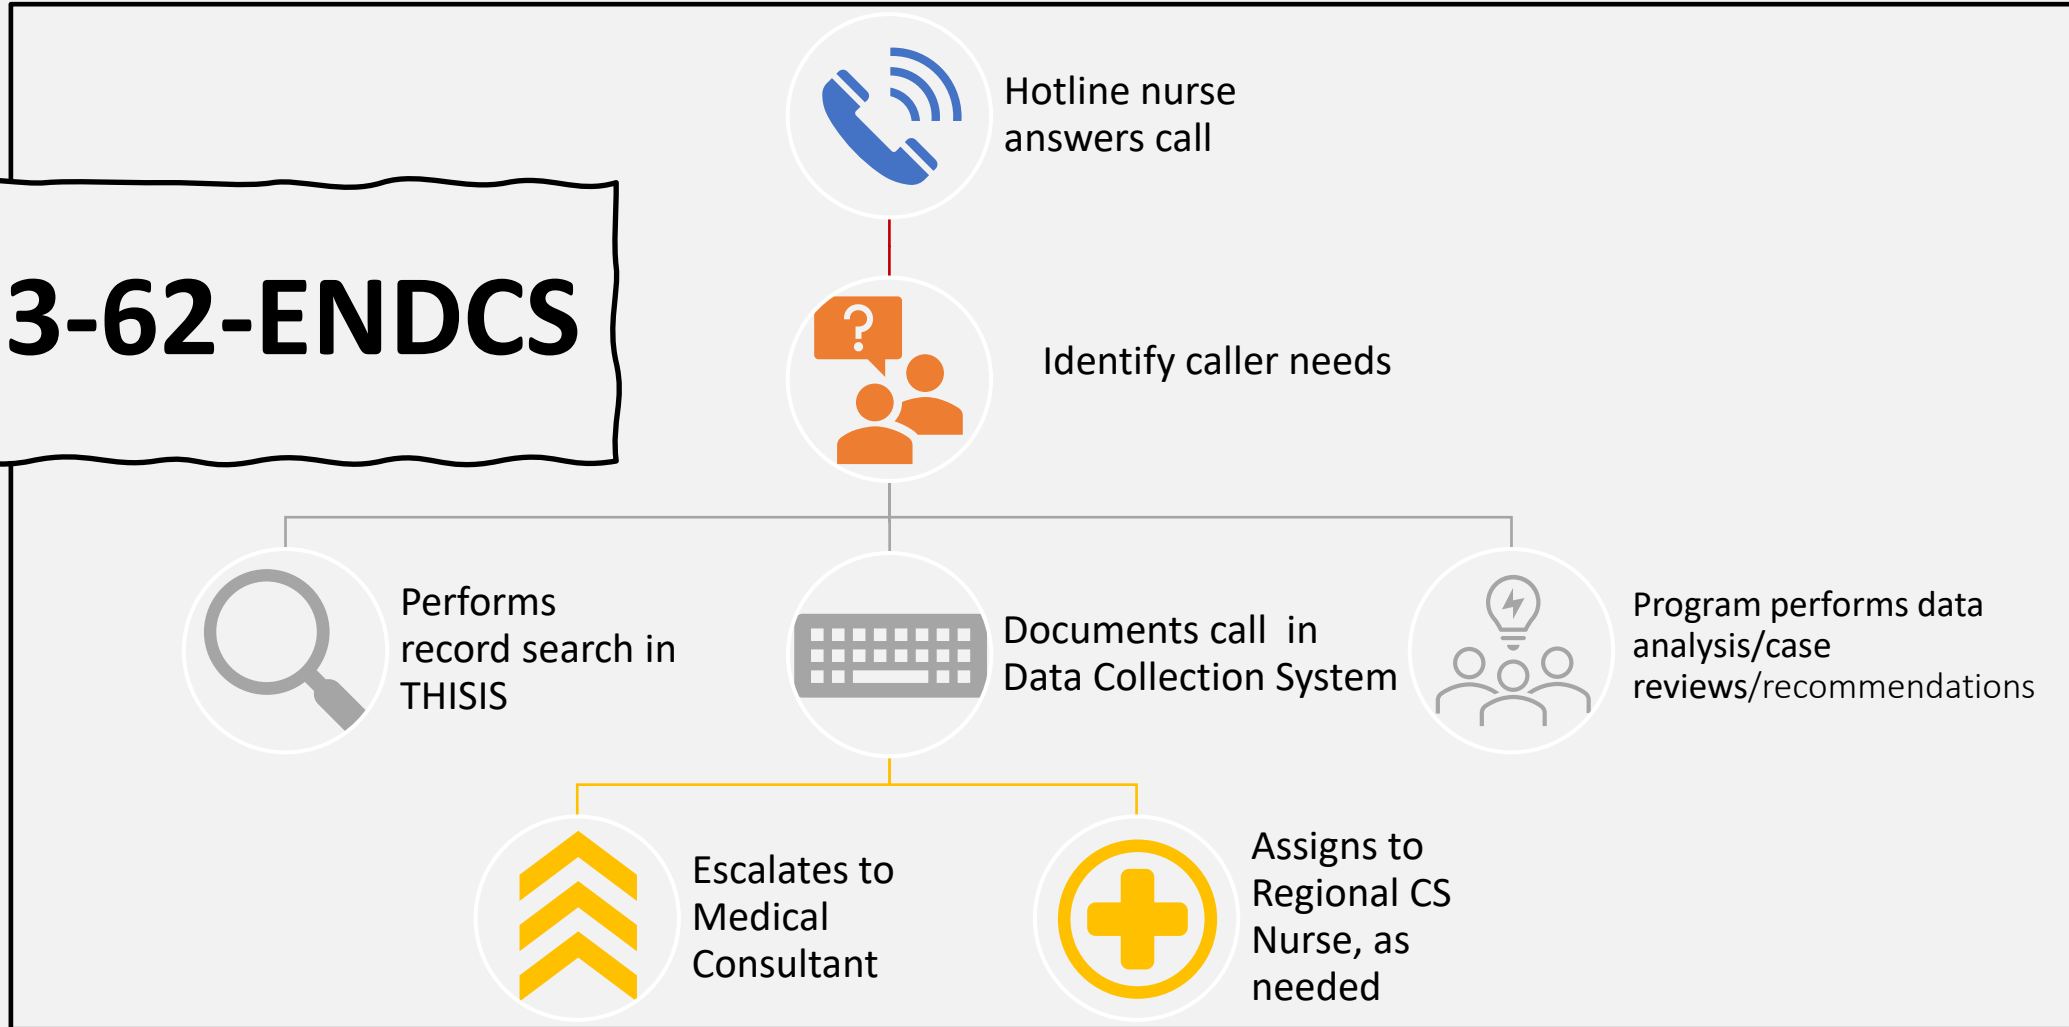 Hotline nurse
answers call
3-62-ENDCS
?
Identify caller needs
Performs
record search in
THISIS
Documents call  in
Data Collection System
Program performs data
analysis/case
reviews/recommendations
Escalates to
Medical
Consultant
Assigns to
Regional CS
Nurse, as
needed